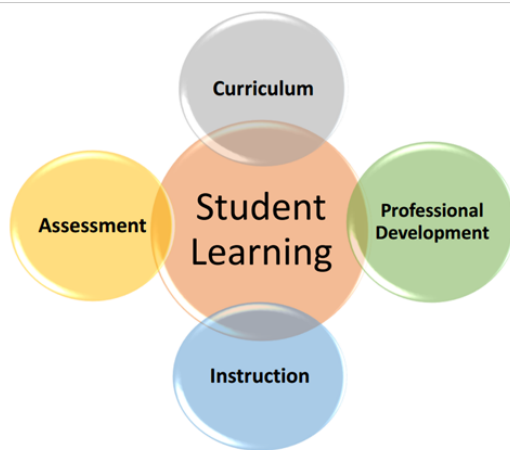 Curriculum
Assessment
Student
Learning
Professional
Development
Instruction